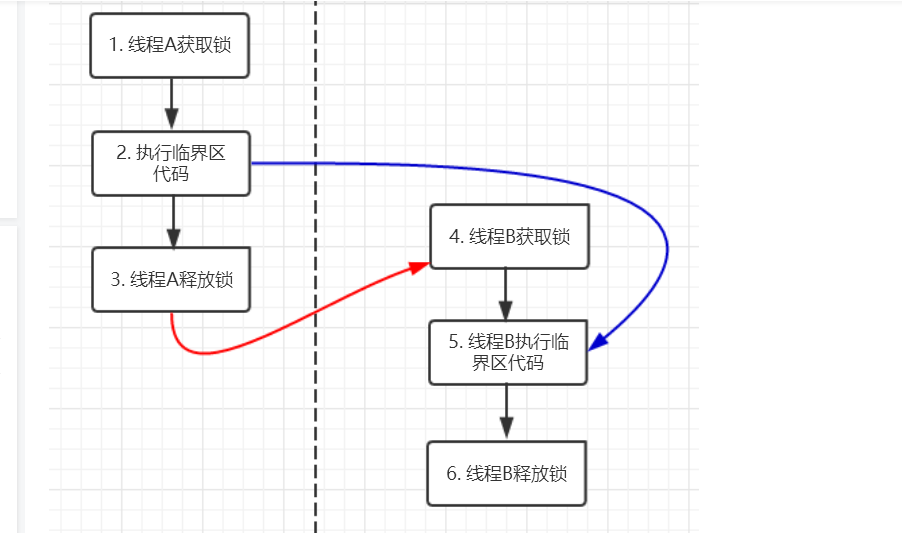 1. 线程A获取锁
2. 执行临界区
代码
3. 线程A释放锁
4. 线程B获取锁
5. 线程B执行临
界区代码
6. 线程B释放锁